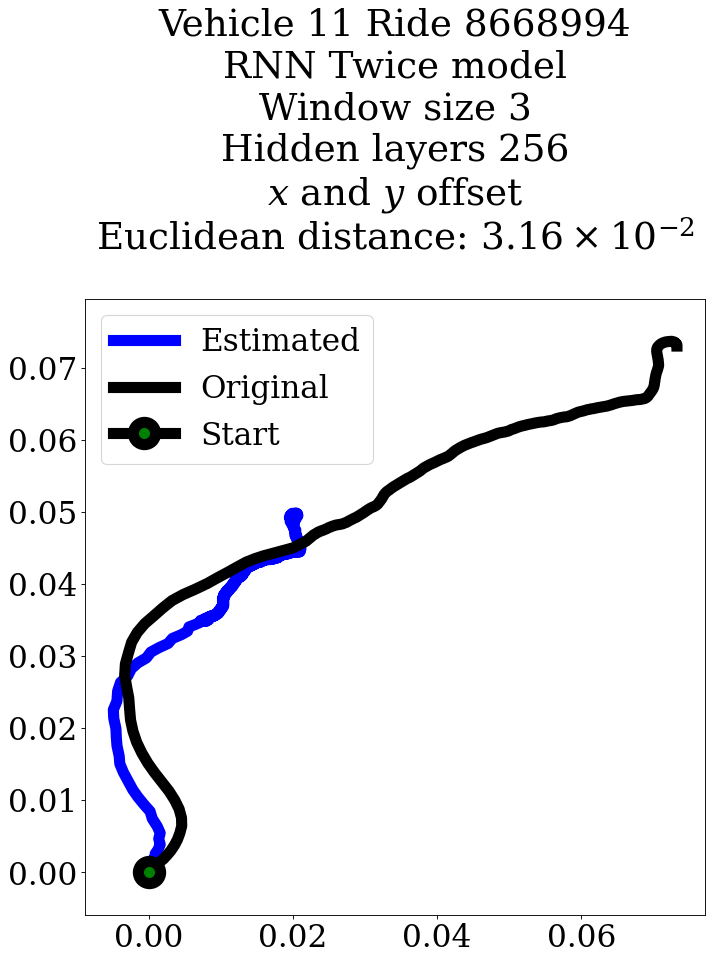 Vehicle 11 Ride 8668994
RNN Twice model
Window size 3
Hidden layers 256
x and y offset
Euclidean distance: 3.16 × 10⁻²
Estimated
Original
Start
0.07
0.06
0.05
0.04
0.03
0.02
0.01
0.00
0.00 0.02 0.04 0.06